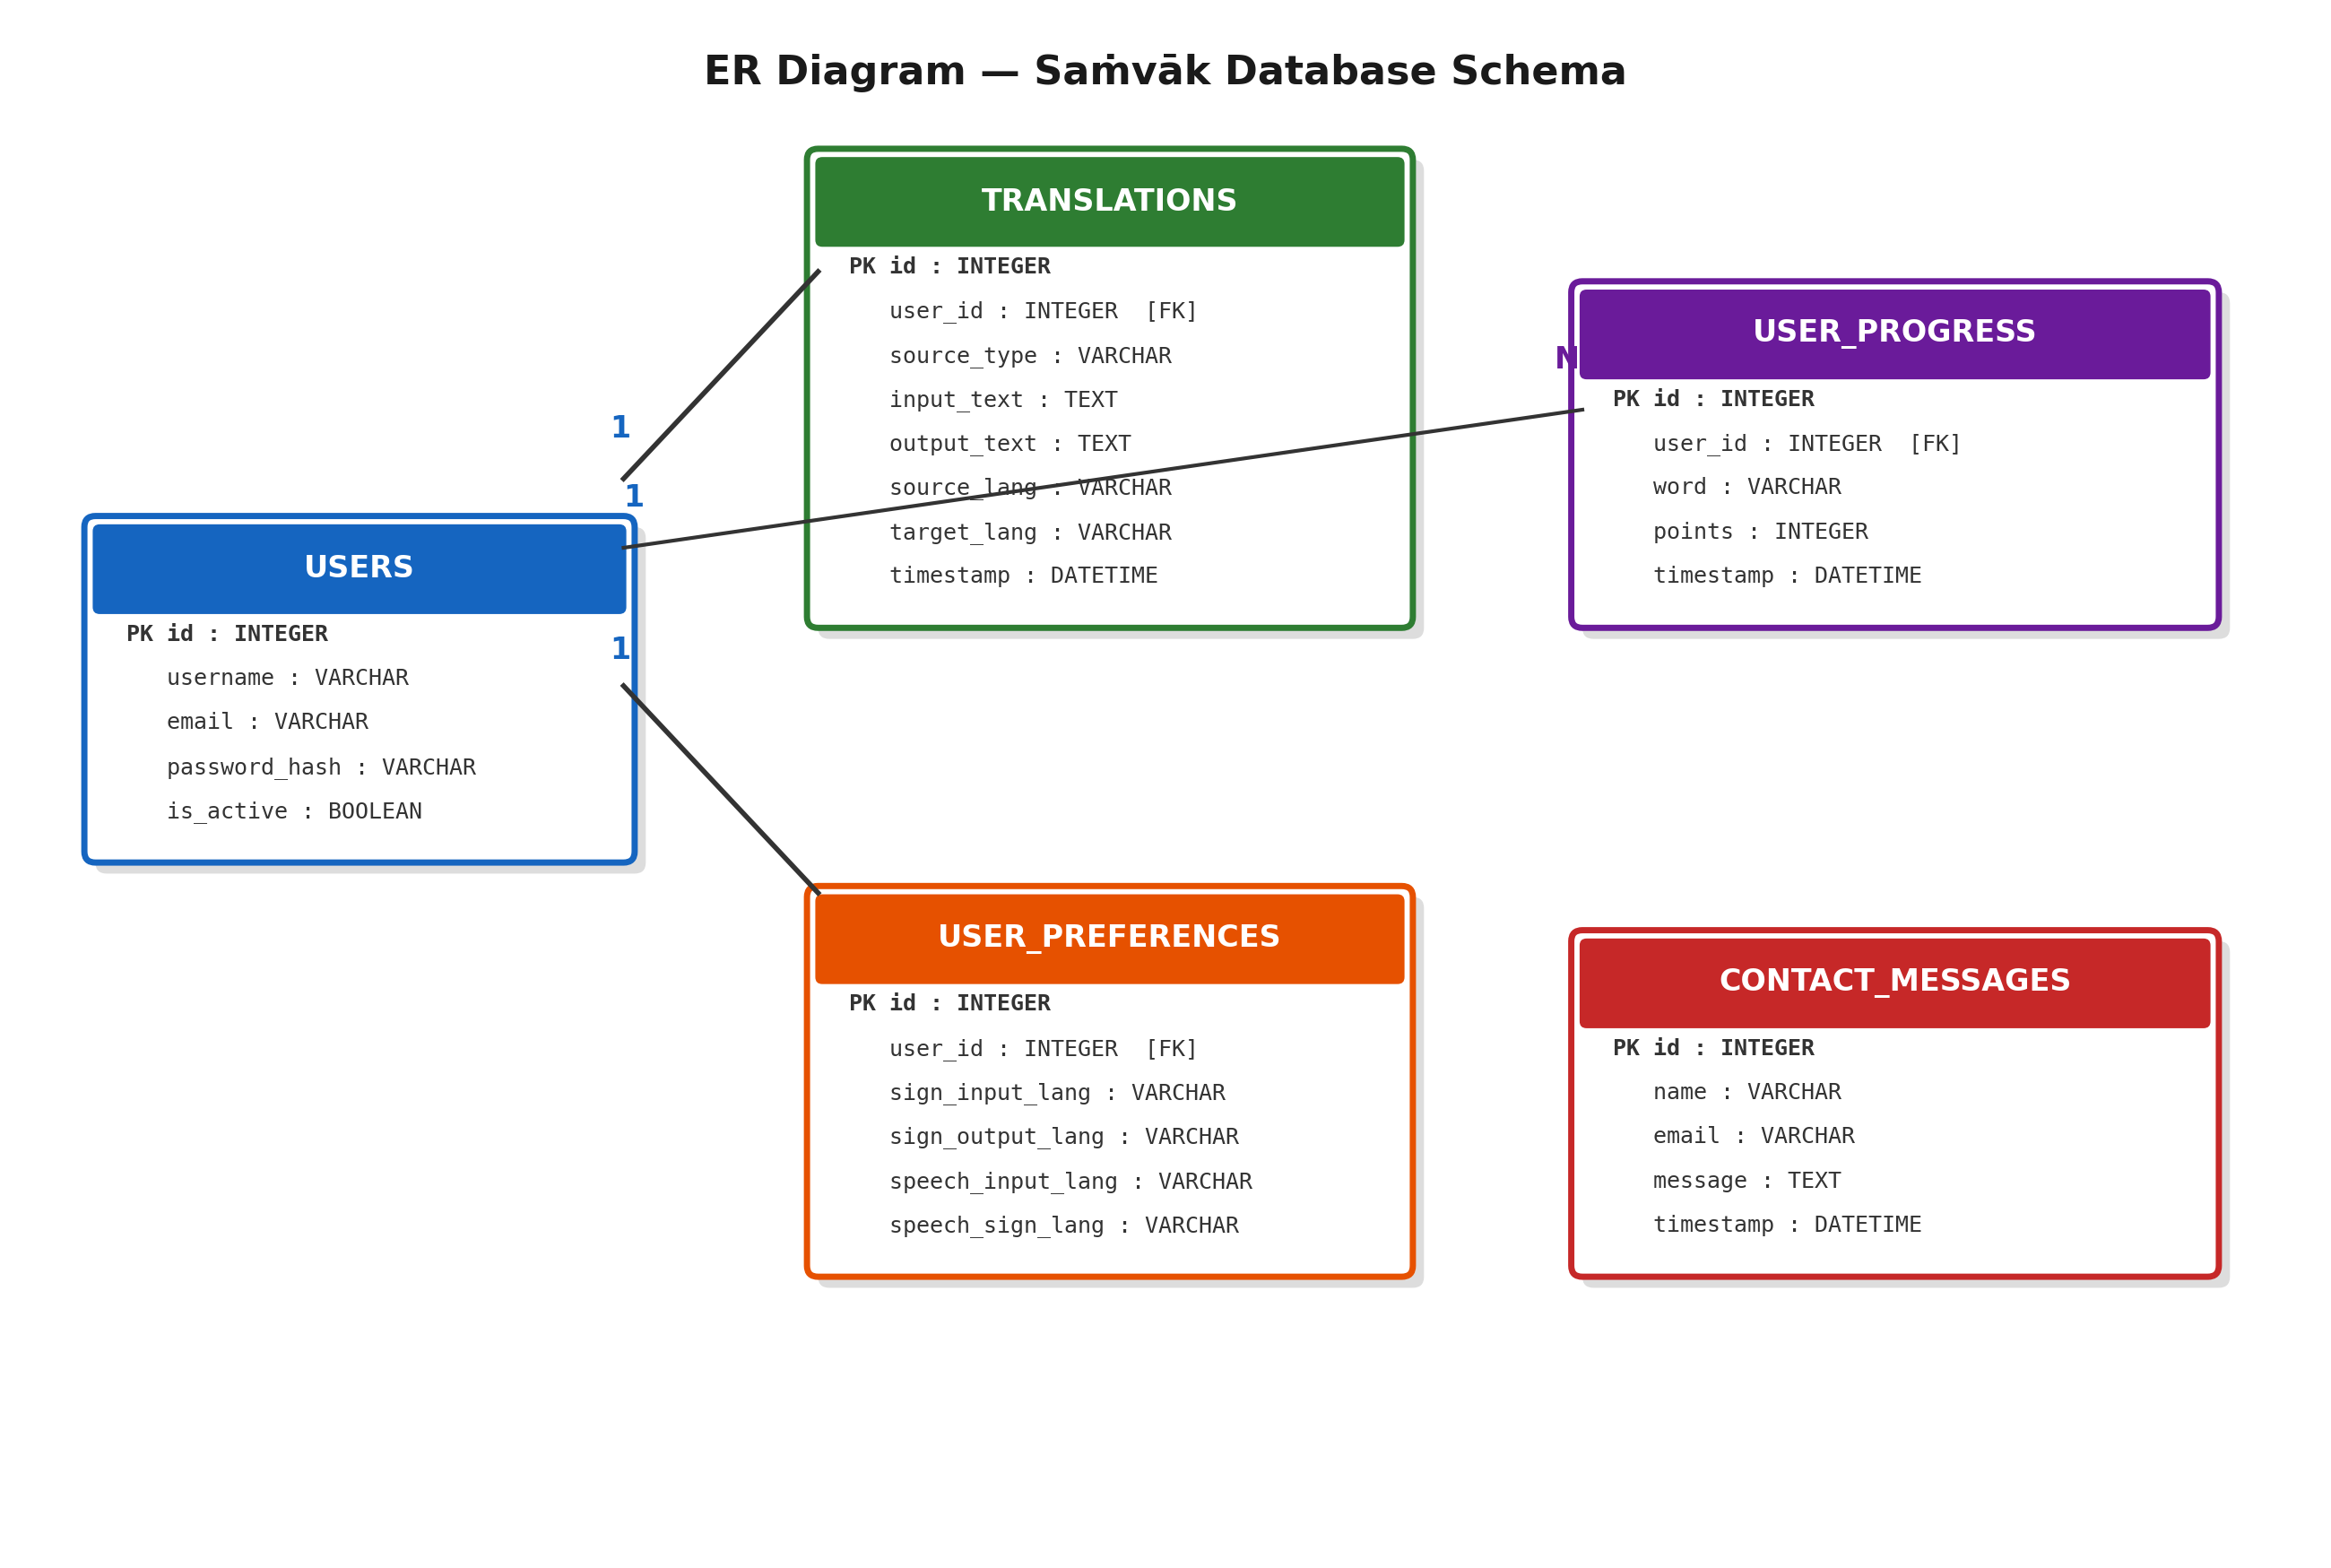 ER Diagram — Saṁvāk Database Schema
TRANSLATIONS
PK id : INTEGER
user_id : INTEGER  [FK]
source_type : VARCHAR
input_text : TEXT
output_text : TEXT
source_lang : VARCHAR
target_lang : VARCHAR
timestamp : DATETIME
USER_PROGRESS
N
PK id : INTEGER
user_id : INTEGER  [FK]
word : VARCHAR
points : INTEGER
timestamp : DATETIME
1
1
USERS
PK id : INTEGER
1
username : VARCHAR
email : VARCHAR
password_hash : VARCHAR
is_active : BOOLEAN
USER_PREFERENCES
PK id : INTEGER
user_id : INTEGER  [FK]
sign_input_lang : VARCHAR
sign_output_lang : VARCHAR
speech_input_lang : VARCHAR
speech_sign_lang : VARCHAR
CONTACT_MESSAGES
PK id : INTEGER
name : VARCHAR
email : VARCHAR
message : TEXT
timestamp : DATETIME